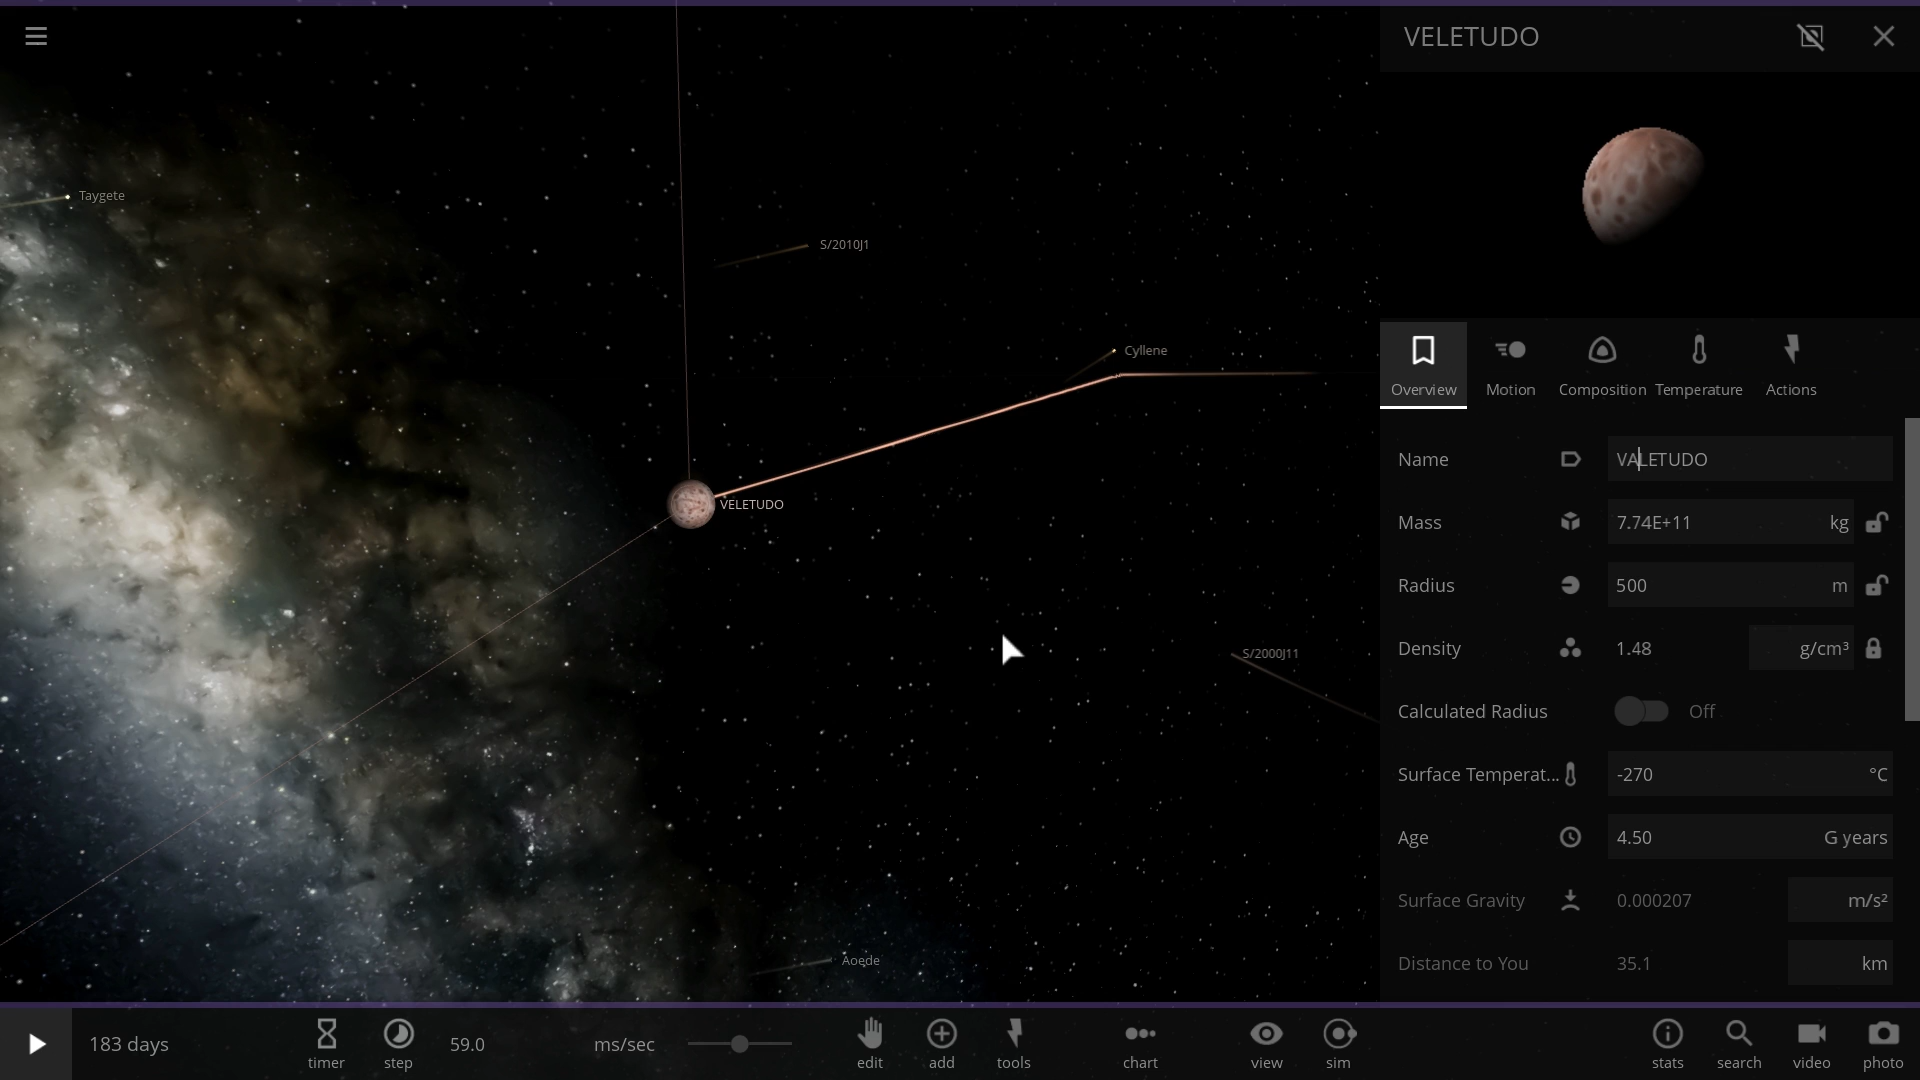 VELETUDO
Taygete
S/2010J1
Cyllene
VELETUDO
S/2000J11
Aoede
Overview
Motion
Composition
Temperature
Actions
Name VALETUDO
Mass 7.74E+11 kg
Radius 500 m
Density 1.48 g/cm³
Calculated Radius Off
Surface Temperat... -270 °C
Age 4.50 G years
Surface Gravity 0.000207 m/s²
Distance to You 35.1 km
183 days
timer
step
59.0 ms/sec
edit
add
tools
chart
view
sim
stats
search
video
photo